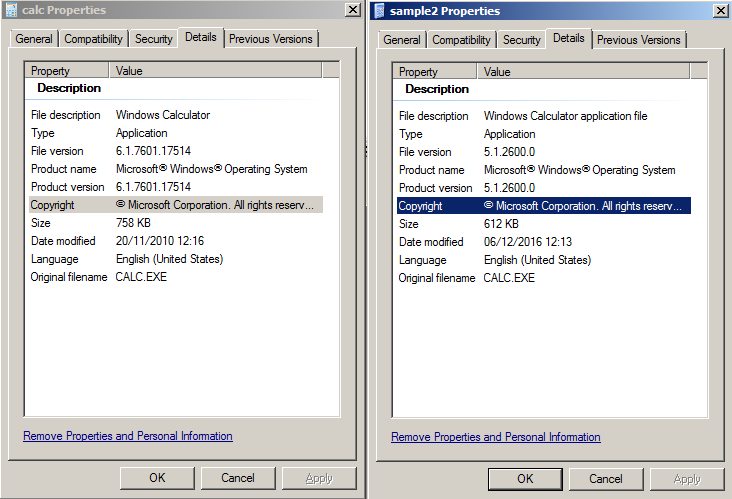 calc Properties
General Compatibility Security Details Previous Versions
Property Value
Description
File description Windows Calculator
Type Application
File version 6.1.7601.17514
Product name Microsoft® Windows® Operating System
Product version 6.1.7601.17514
Copyright © Microsoft Corporation. All rights reserv...
Size 758 KB
Date modified 20/11/2010 12:16
Language English (United States)
Original filename CALC.EXE
Remove Properties and Personal Information
OK Cancel Apply
sample2 Properties
General Compatibility Security Details Previous Versions
Property Value
Description
File description Windows Calculator application file
Type Application
File version 5.1.2600.0
Product name Microsoft® Windows® Operating System
Product version 5.1.2600.0
Copyright © Microsoft Corporation. All rights reserv...
Size 612 KB
Date modified 06/12/2016 12:13
Language English (United States)
Original filename CALC.EXE
Remove Properties and Personal Information
OK Cancel Apply